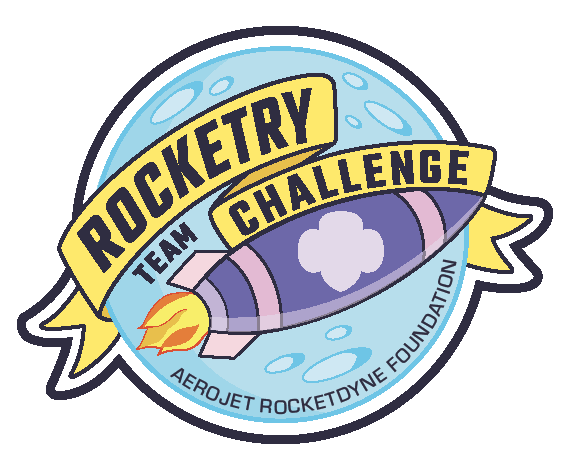 ROCKETRY
TEAM
CHALLENGE
AEROJET ROCKETDYNE FOUNDATION